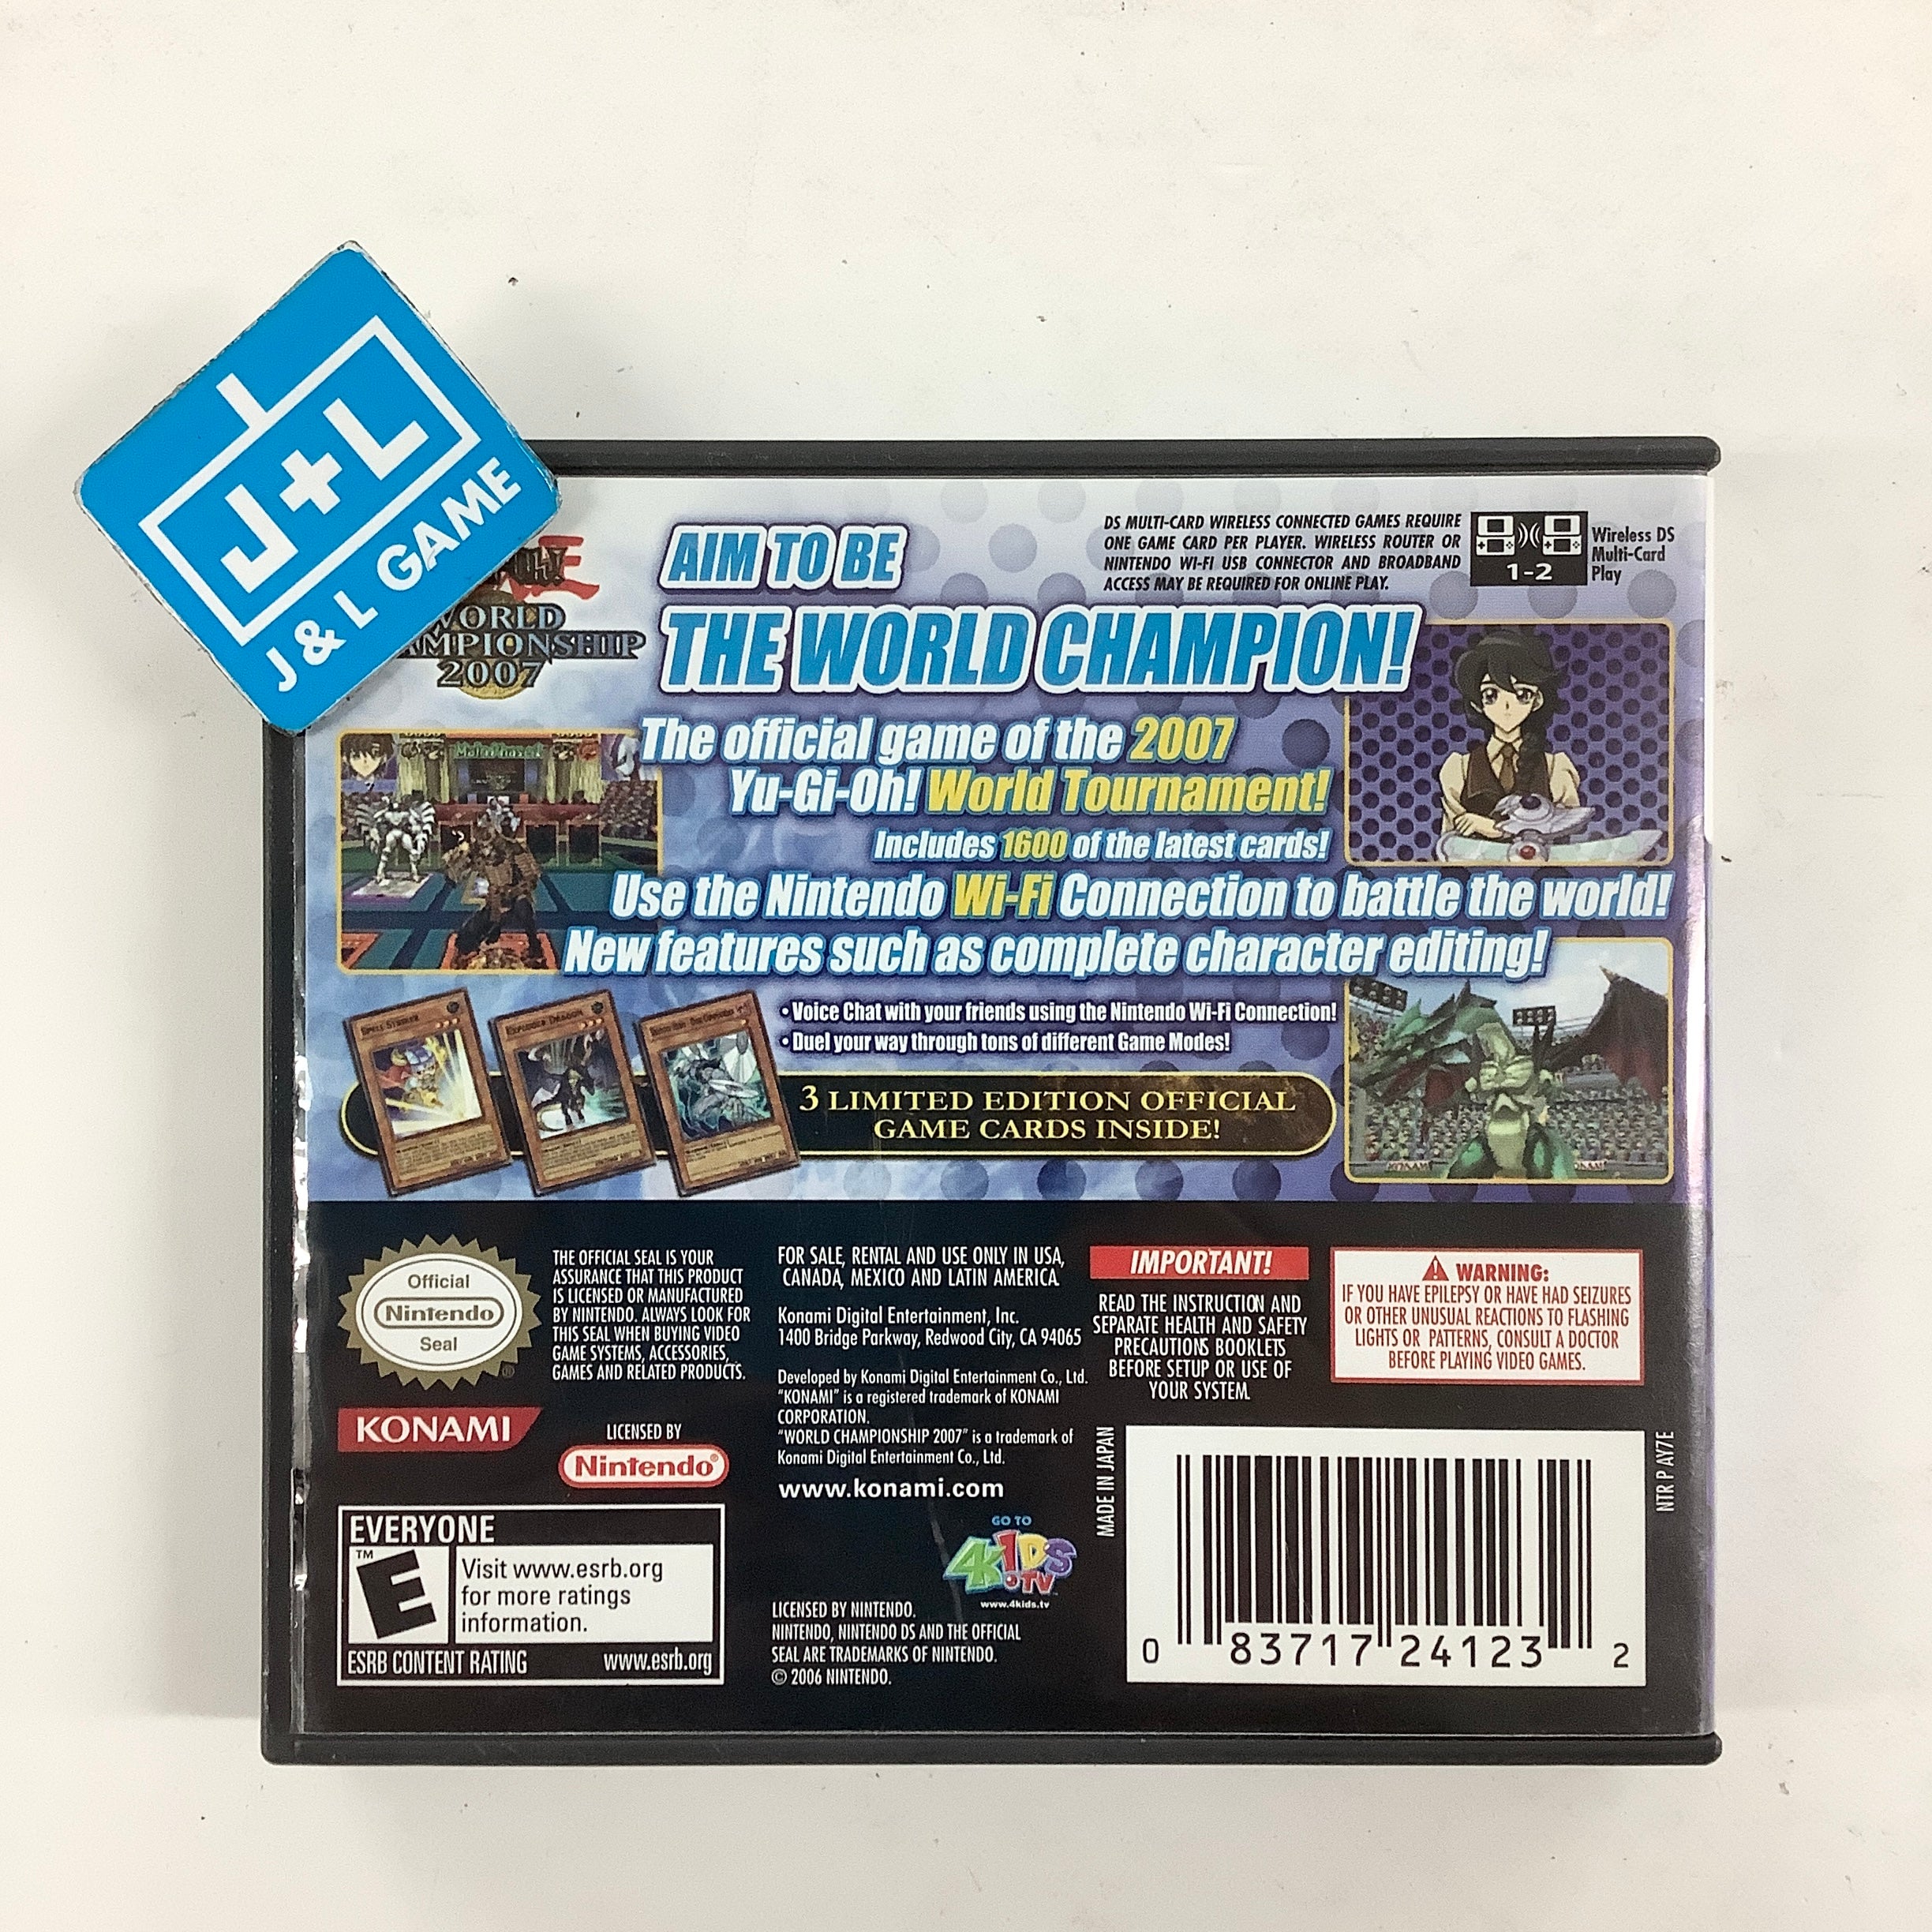 J+L
J & L GAME
WORLD
CHAMPIONSHIP
2007
AIM TO BE
THE WORLD CHAMPION!
DS MULTI-CARD WIRELESS CONNECTED GAMES REQUIRE
ONE GAME CARD PER PLAYER. WIRELESS ROUTER OR
NINTENDO WI-FI USB CONNECTOR AND BROADBAND
ACCESS MAY BE REQUIRED FOR ONLINE PLAY.
1-2
Wireless DS
Multi-Card
Play
The official game of the 2007
Yu-Gi-Oh! World Tournament!
Includes 1600 of the latest cards!
Use the Nintendo Wi-Fi Connection to battle the world!
New features such as complete character editing!
• Voice Chat with your friends using the Nintendo Wi-Fi Connection!
• Duel your way through tons of different Game Modes!
3 LIMITED EDITION OFFICIAL
GAME CARDS INSIDE!
Official
Nintendo
Seal
THE OFFICIAL SEAL IS YOUR
ASSURANCE THAT THIS PRODUCT
IS LICENSED OR MANUFACTURED
BY NINTENDO. ALWAYS LOOK FOR
THIS SEAL WHEN BUYING VIDEO
GAME SYSTEMS, ACCESSORIES,
GAMES AND RELATED PRODUCTS.
KONAMI
LICENSED BY
Nintendo®
EVERYONE
E™
Visit www.esrb.org
for more ratings
information.
ESRB CONTENT RATING www.esrb.org
FOR SALE, RENTAL AND USE ONLY IN USA,
CANADA, MEXICO AND LATIN AMERICA.
Konami Digital Entertainment, Inc.
1400 Bridge Parkway, Redwood City, CA 94065
Developed by Konami Digital Entertainment Co., Ltd.
"KONAMI" is a registered trademark of KONAMI
CORPORATION.
"WORLD CHAMPIONSHIP 2007" is a trademark of
Konami Digital Entertainment Co., Ltd.
www.konami.com
GO TO
4KiDS
.TV
www.4kids.tv
LICENSED BY NINTENDO.
NINTENDO, NINTENDO DS AND THE OFFICIAL
SEAL ARE TRADEMARKS OF NINTENDO.
© 2006 NINTENDO.
IMPORTANT!
READ THE INSTRUCTION AND
SEPARATE HEALTH AND SAFETY
PRECAUTIONS BOOKLETS
BEFORE SETUP OR USE OF
YOUR SYSTEM.
WARNING:
IF YOU HAVE EPILEPSY OR HAVE HAD SEIZURES
OR OTHER UNUSUAL REACTIONS TO FLASHING
LIGHTS OR PATTERNS, CONSULT A DOCTOR
BEFORE PLAYING VIDEO GAMES.
MADE IN JAPAN
0 83717 24123 2
NTR P AY7E